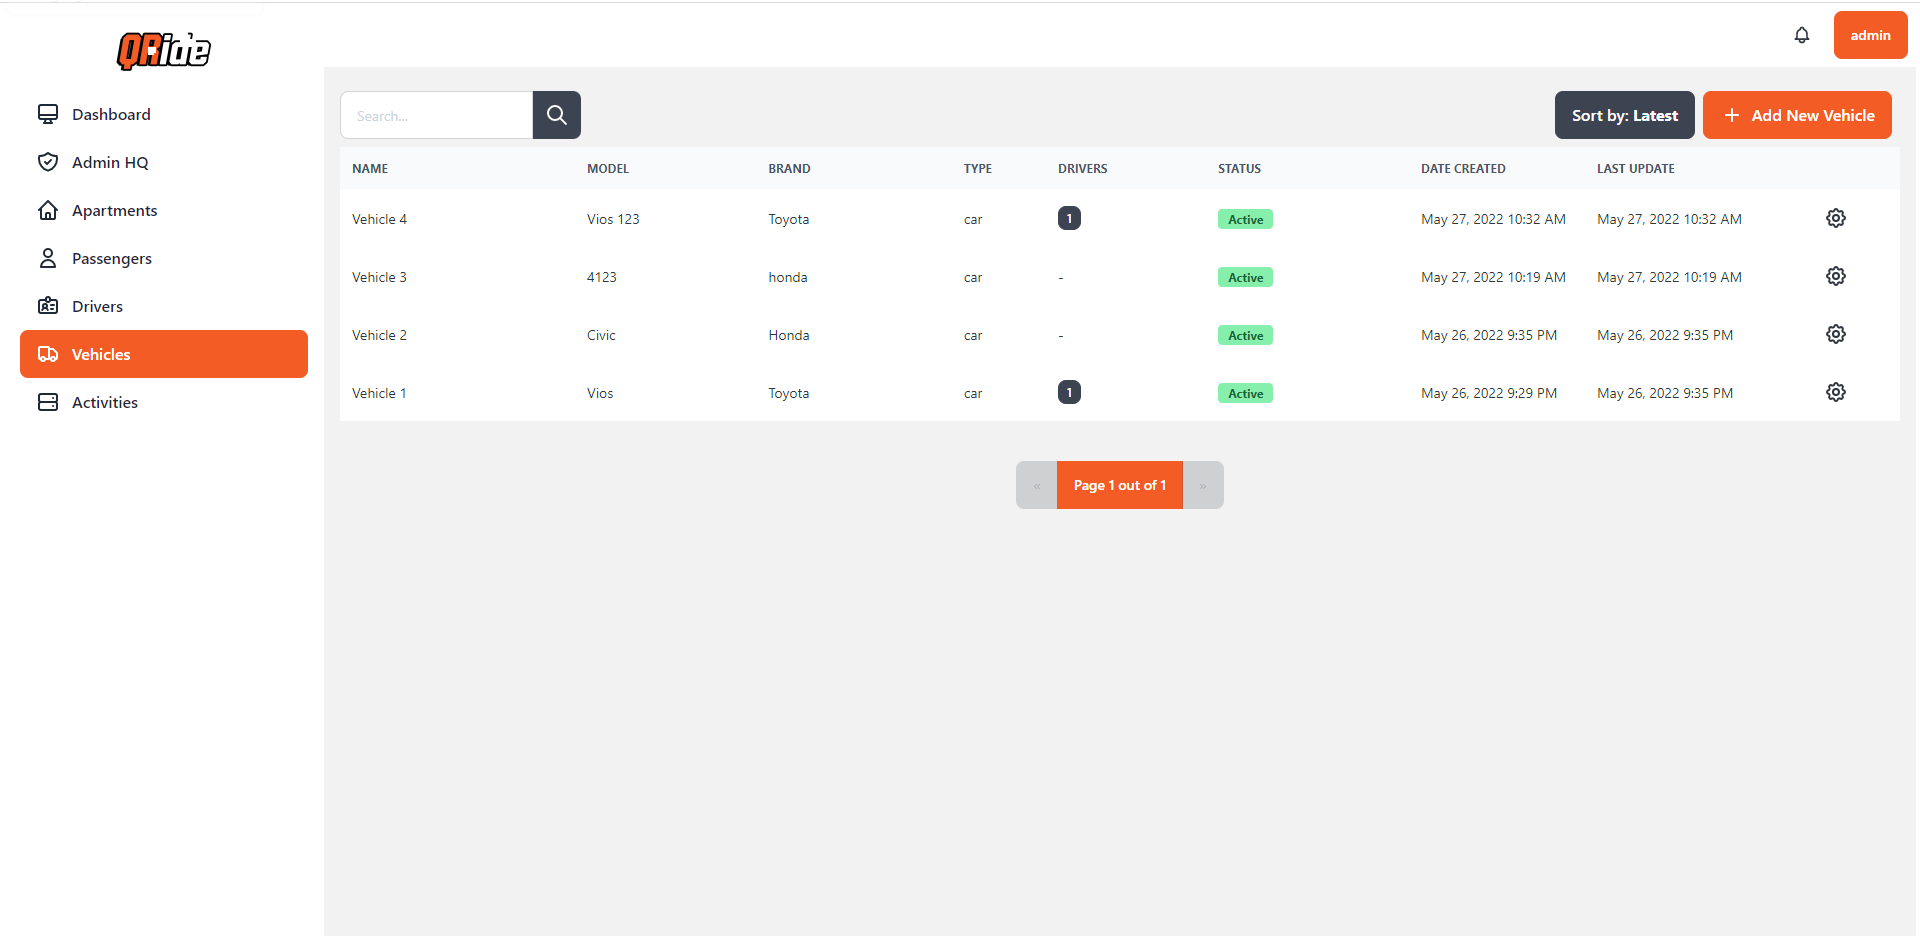 QRide
admin
Dashboard
Admin HQ
Apartments
Passengers
Drivers
Vehicles
Activities
Search...
Sort by: Latest
+ Add New Vehicle
NAME MODEL BRAND TYPE DRIVERS STATUS DATE CREATED LAST UPDATE
Vehicle 4 Vios 123 Toyota car 1 Active May 27, 2022 10:32 AM May 27, 2022 10:32 AM
Vehicle 3 4123 honda car - Active May 27, 2022 10:19 AM May 27, 2022 10:19 AM
Vehicle 2 Civic Honda car - Active May 26, 2022 9:35 PM May 26, 2022 9:35 PM
Vehicle 1 Vios Toyota car 1 Active May 26, 2022 9:29 PM May 26, 2022 9:35 PM
« Page 1 out of 1 »